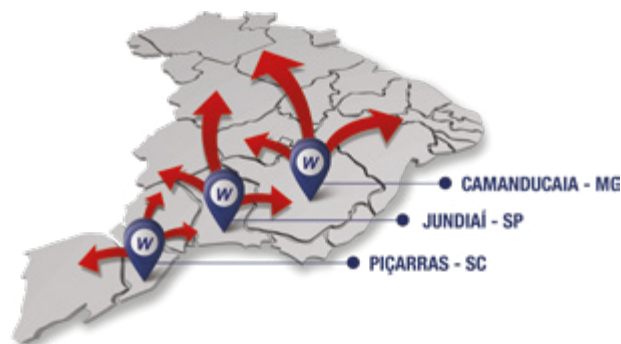 W
W
W
CAMANDUCAIA - MG
JUNDIAÍ - SP
PIÇARRAS - SC